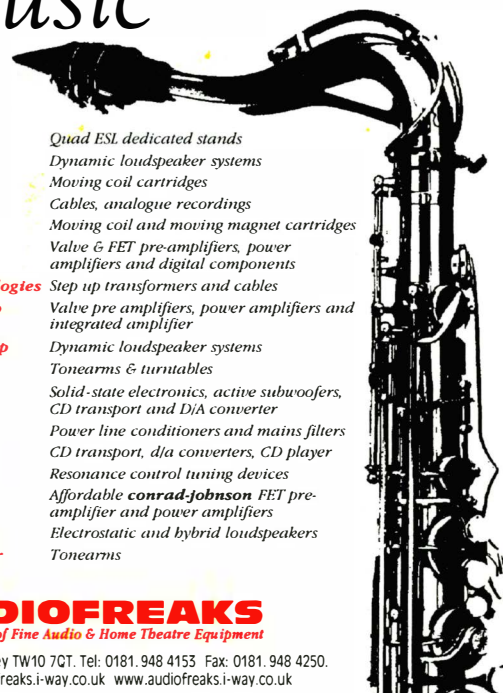 usic
Quad ESL dedicated stands
Dynamic loudspeaker systems
Moving coil cartridges
Cables, analogue recordings
Moving coil and moving magnet cartridges
Valve & FET pre-amplifiers, power
amplifiers and digital components
logies Step up transformers and cables
Valve pre amplifiers, power amplifiers and
integrated amplifier
p Dynamic loudspeaker systems
Tonearms & turntables
Solid-state electronics, active subwoofers,
CD transport and D/A converter
Power line conditioners and mains filters
CD transport, d/a converters, CD player
Resonance control tuning devices
Affordable conrad-johnson FET pre-
amplifier and power amplifiers
Electrostatic and hybrid loudspeakers
Tonearms
DIOFREAKS
of Fine Audio & Home Theatre Equipment
ey TW10 7QT. Tel: 0181. 948 4153 Fax: 0181. 948 4250.
reaks.i-way.co.uk www.audiofreaks.i-way.co.uk